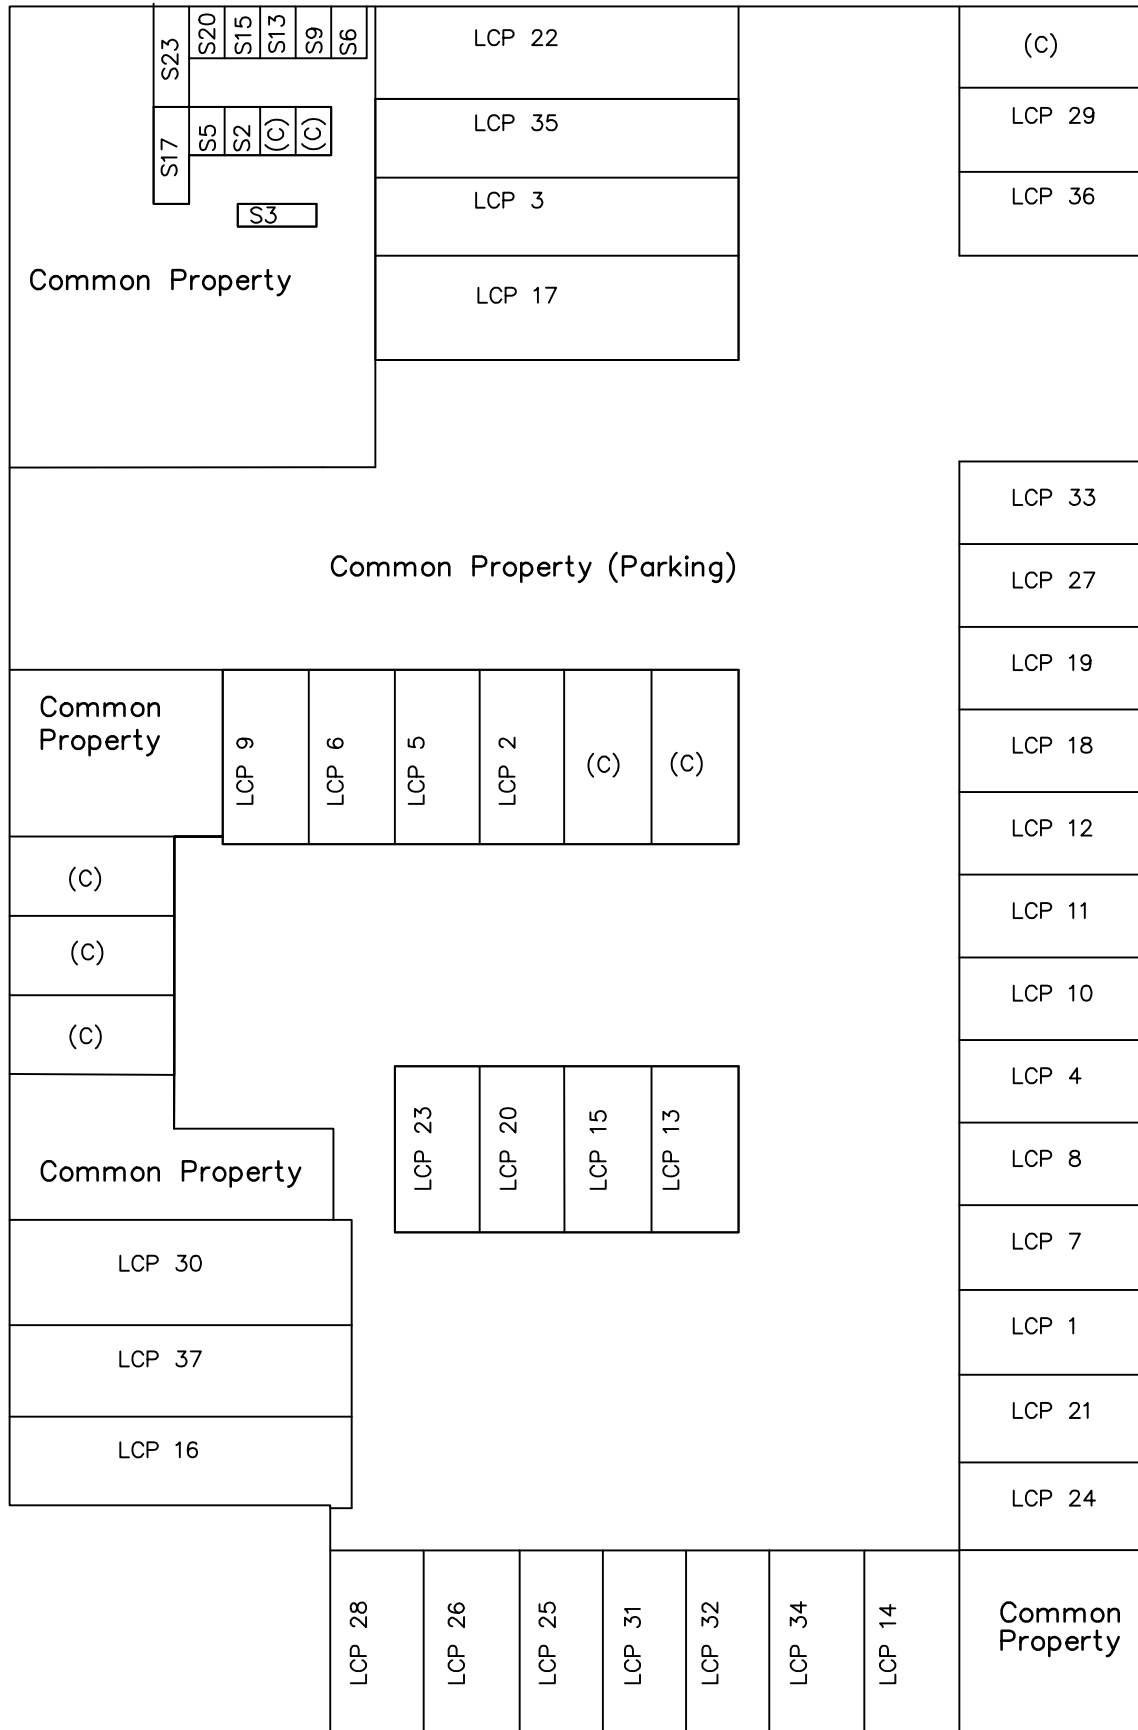 S23
S20
S15
S13
S9
S6
S17
S5
S2
(C)
(C)
S3
Common Property
LCP 22
LCP 35
LCP 3
LCP 17
(C)
LCP 29
LCP 36
Common Property (Parking)
LCP 33
LCP 27
LCP 19
LCP 18
LCP 12
LCP 11
LCP 10
LCP 4
LCP 8
LCP 7
LCP 1
LCP 21
LCP 24
Common
Property
LCP 9
LCP 6
LCP 5
LCP 2
(C)
(C)
(C)
(C)
(C)
LCP 23
LCP 20
LCP 15
LCP 13
Common Property
LCP 30
LCP 37
LCP 16
LCP 28
LCP 26
LCP 25
LCP 31
LCP 32
LCP 34
LCP 14
Common
Property